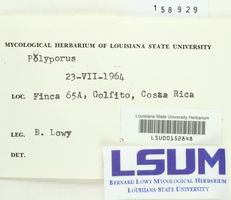 158929
MYCOLOGICAL HERBARIUM OF LOUISIANA STATE UNIVERSITY
Polyporus
23-VII-1964
LOC. Finca 65A, Golfito, Costa Rica
Louisiana State University Herbarium
LSU00152848
LEG. B. Lowy
DET.
LSUM
BERNARD LOWY MYCOLOGICAL HERBARIUM
LOUISIANA STATE UNIVERSITY